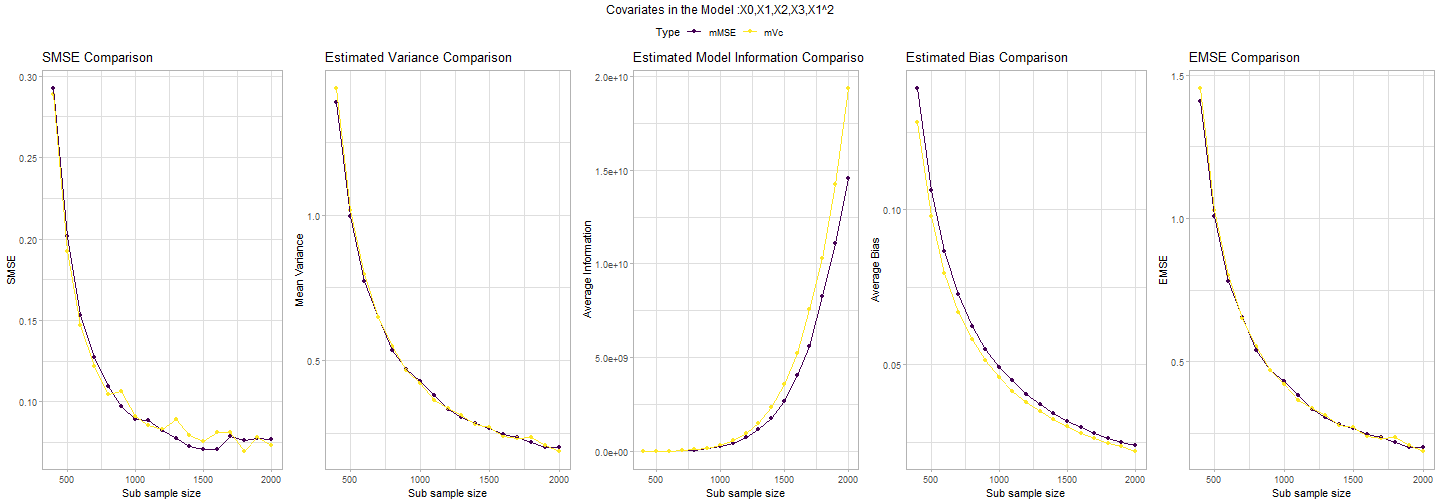 Covariates in the Model :X0,X1,X2,X3,X1^2
Type mMSE mVc
SMSE Comparison
SMSE
0.30
0.25
0.20
0.15
0.10
500 1000 1500 2000
Sub sample size
Estimated Variance Comparison
Mean Variance
1.0
0.5
500 1000 1500 2000
Sub sample size
Estimated Model Information Compariso
Average Information
2.0e+10
1.5e+10
1.0e+10
5.0e+09
0.0e+00
500 1000 1500 2000
Sub sample size
Estimated Bias Comparison
Average Bias
0.10
0.05
500 1000 1500 2000
Sub sample size
EMSE Comparison
EMSE
1.5
1.0
0.5
500 1000 1500 2000
Sub sample size